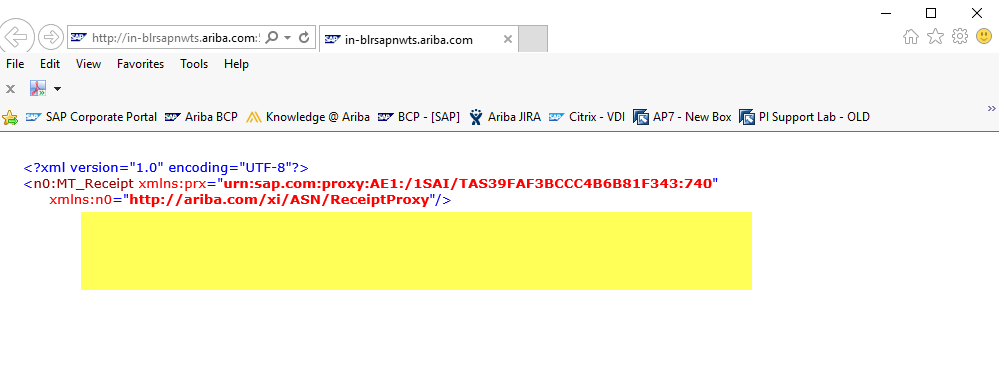 http://in-blrsapnwts.ariba.com:
SAP in-blrsapnwts.ariba.com
File Edit View Favorites Tools Help
SAP Corporate Portal Ariba BCP Knowledge @ Ariba BCP - [SAP] Ariba JIRA Citrix - VDI AP7 - New Box PI Support Lab - OLD
<?xml version="1.0" encoding="UTF-8"?>
<n0:MT_Receipt xmlns:prx="urn:sap.com:proxy:AE1:/1SAI/TAS39FAF3BCCC4B6B81F343:740"
xmlns:n0="http://ariba.com/xi/ASN/ReceiptProxy"/>